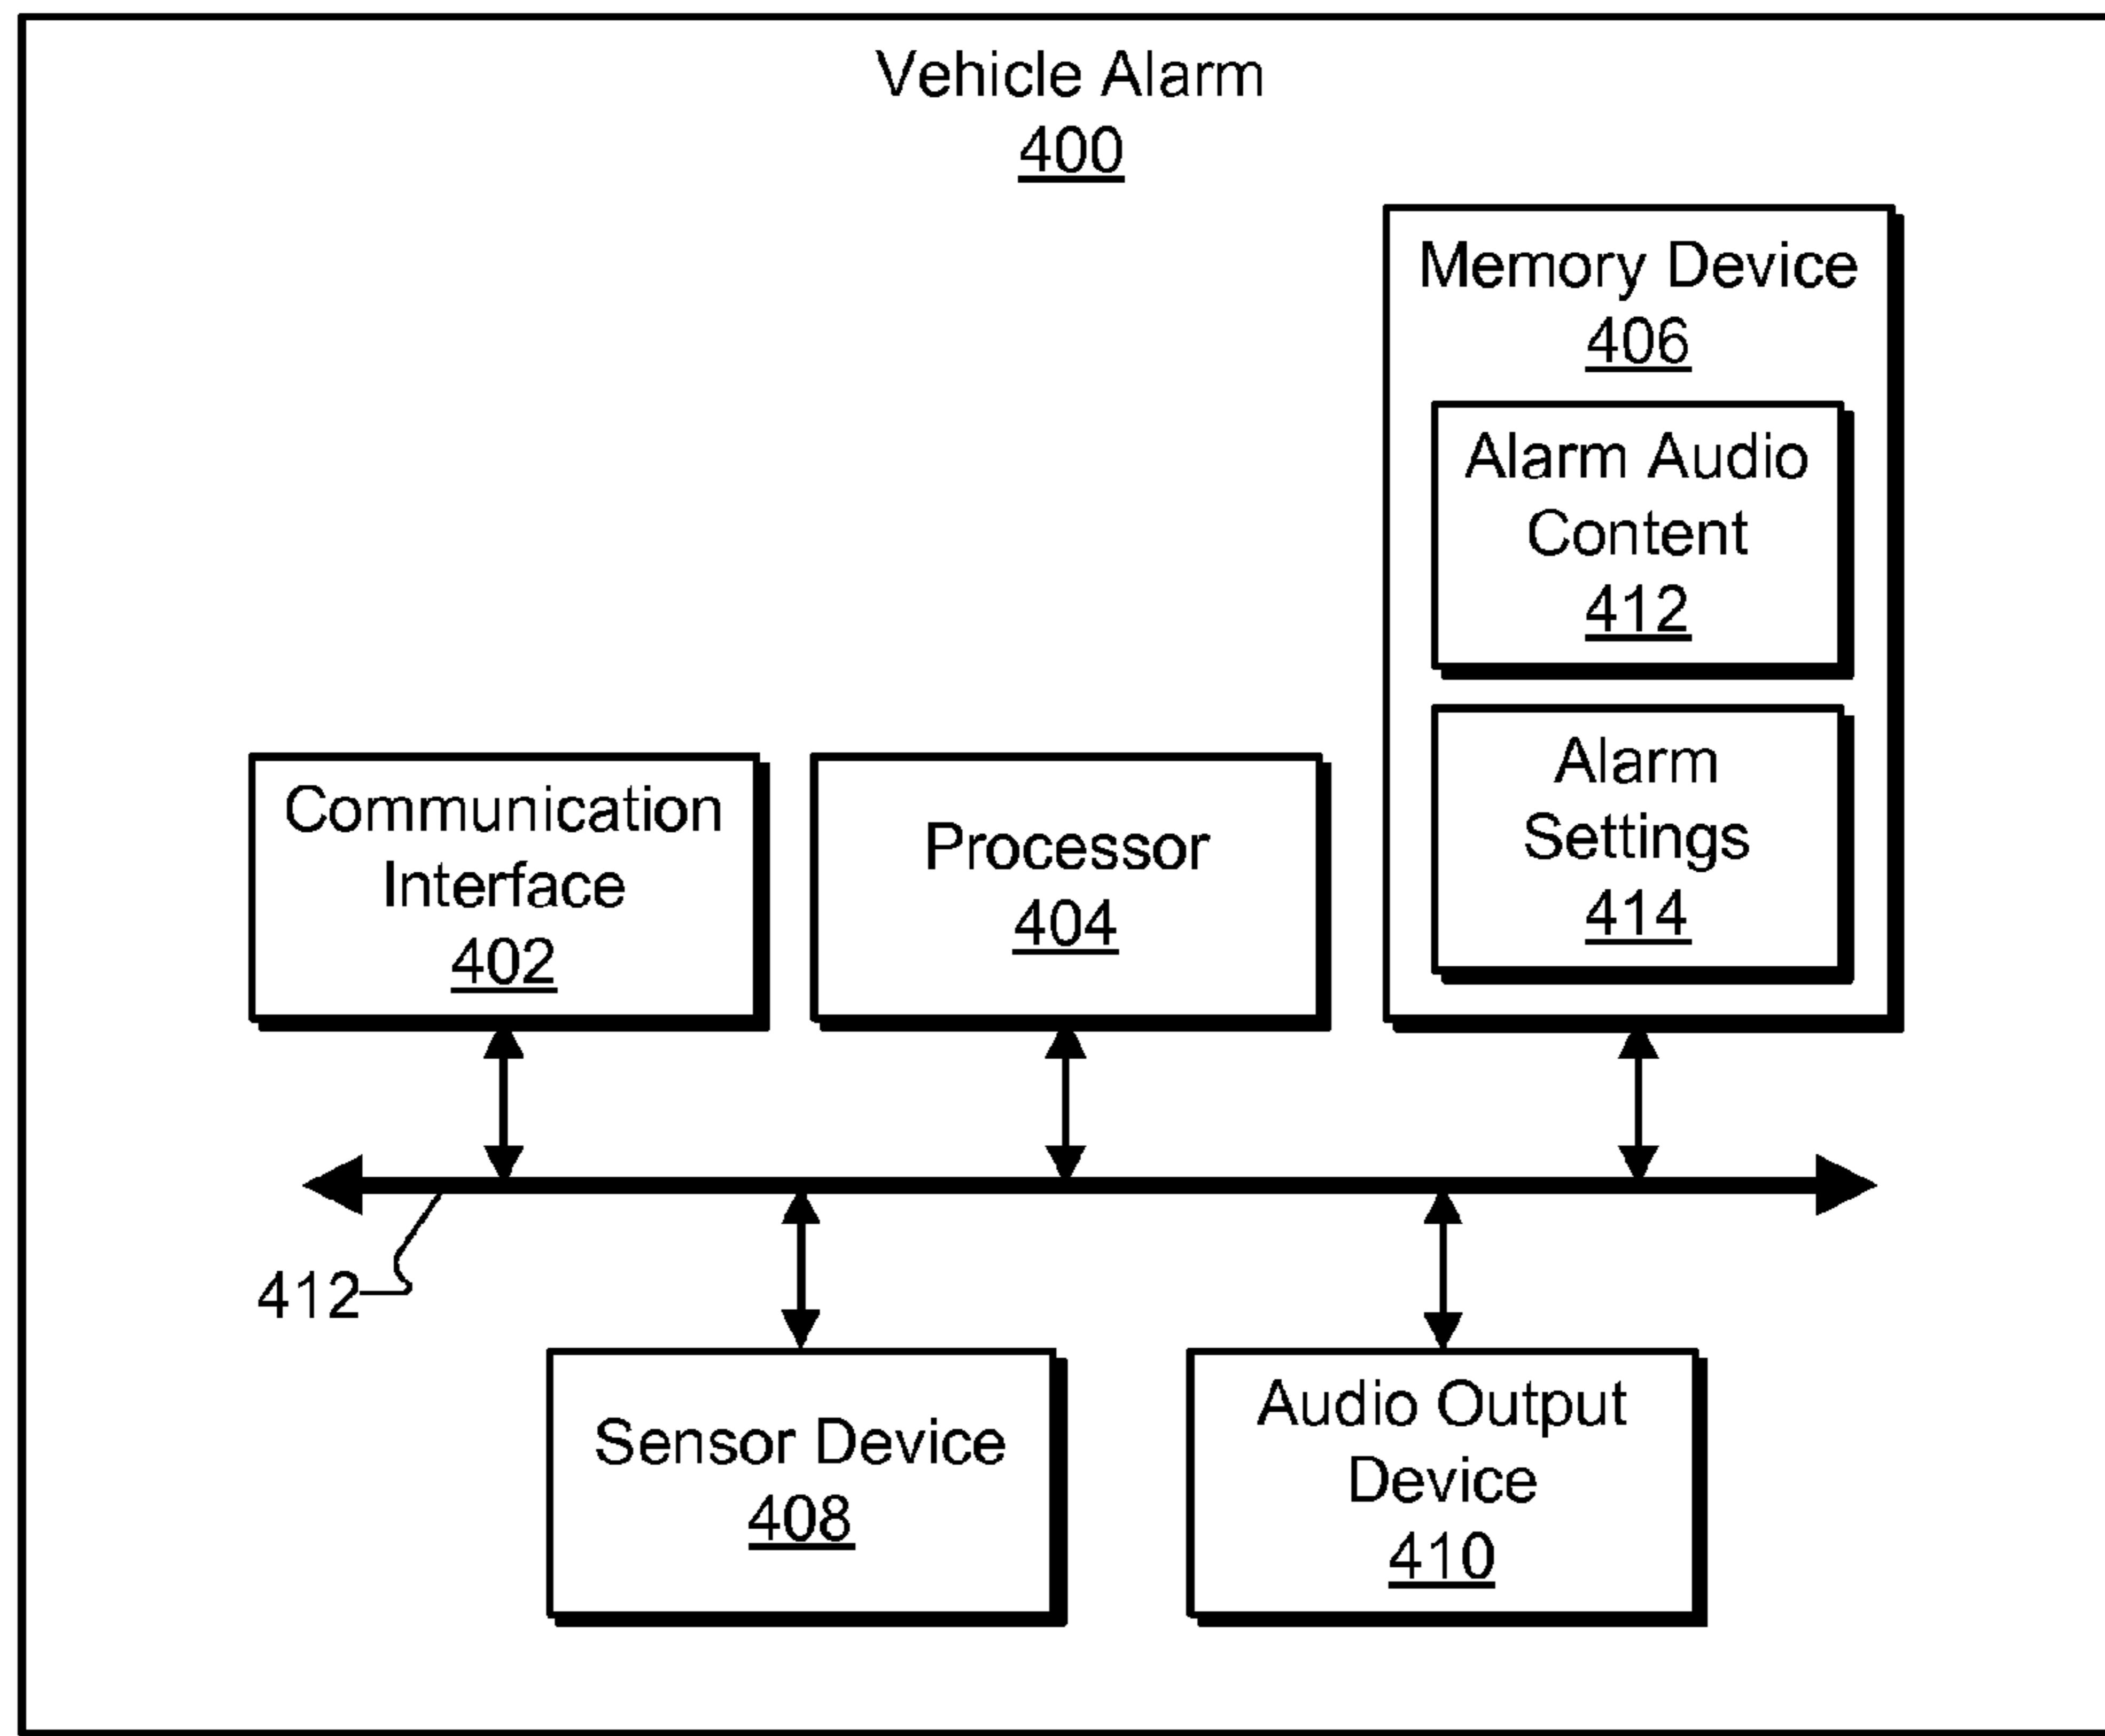 Vehicle Alarm
400
Memory Device
406
Alarm Audio
Content
412
Alarm
Settings
414
Communication
Interface
402
Processor
404
412
Sensor Device
408
Audio Output
Device
410